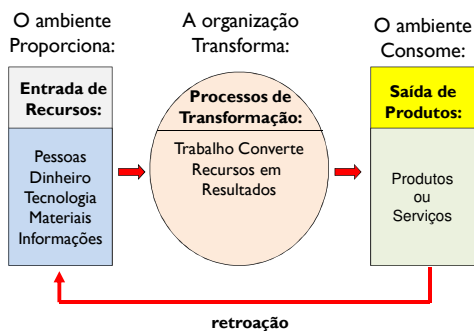 O ambiente
Proporciona:
A organização
Transforma:
O ambiente
Consome:
Entrada de
Recursos:
Pessoas
Dinheiro
Tecnologia
Materiais
Informações
Processos de
Transformação:
Trabalho Converte
Recursos em
Resultados
Saída de
Produtos:
Produtos
ou
Serviços
retroação